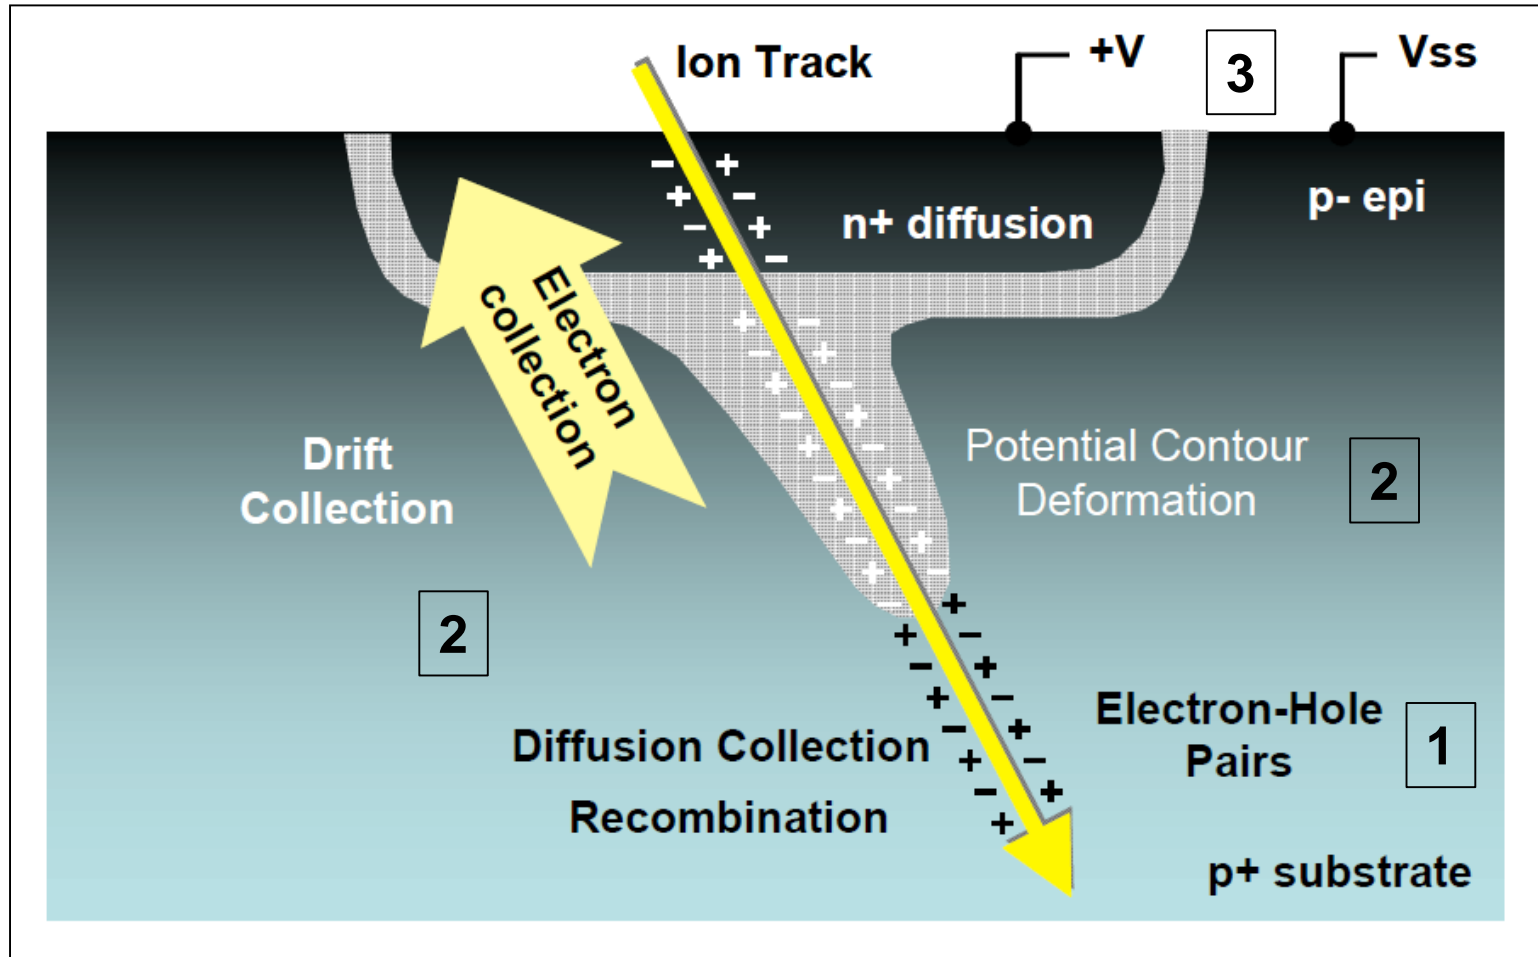 Ion Track
+V
3
Vss
n+ diffusion
p- epi
Electron
collection
Drift
Collection
Potential Contour
Deformation
2
2
Electron-Hole
Pairs
1
Diffusion Collection
Recombination
p+ substrate